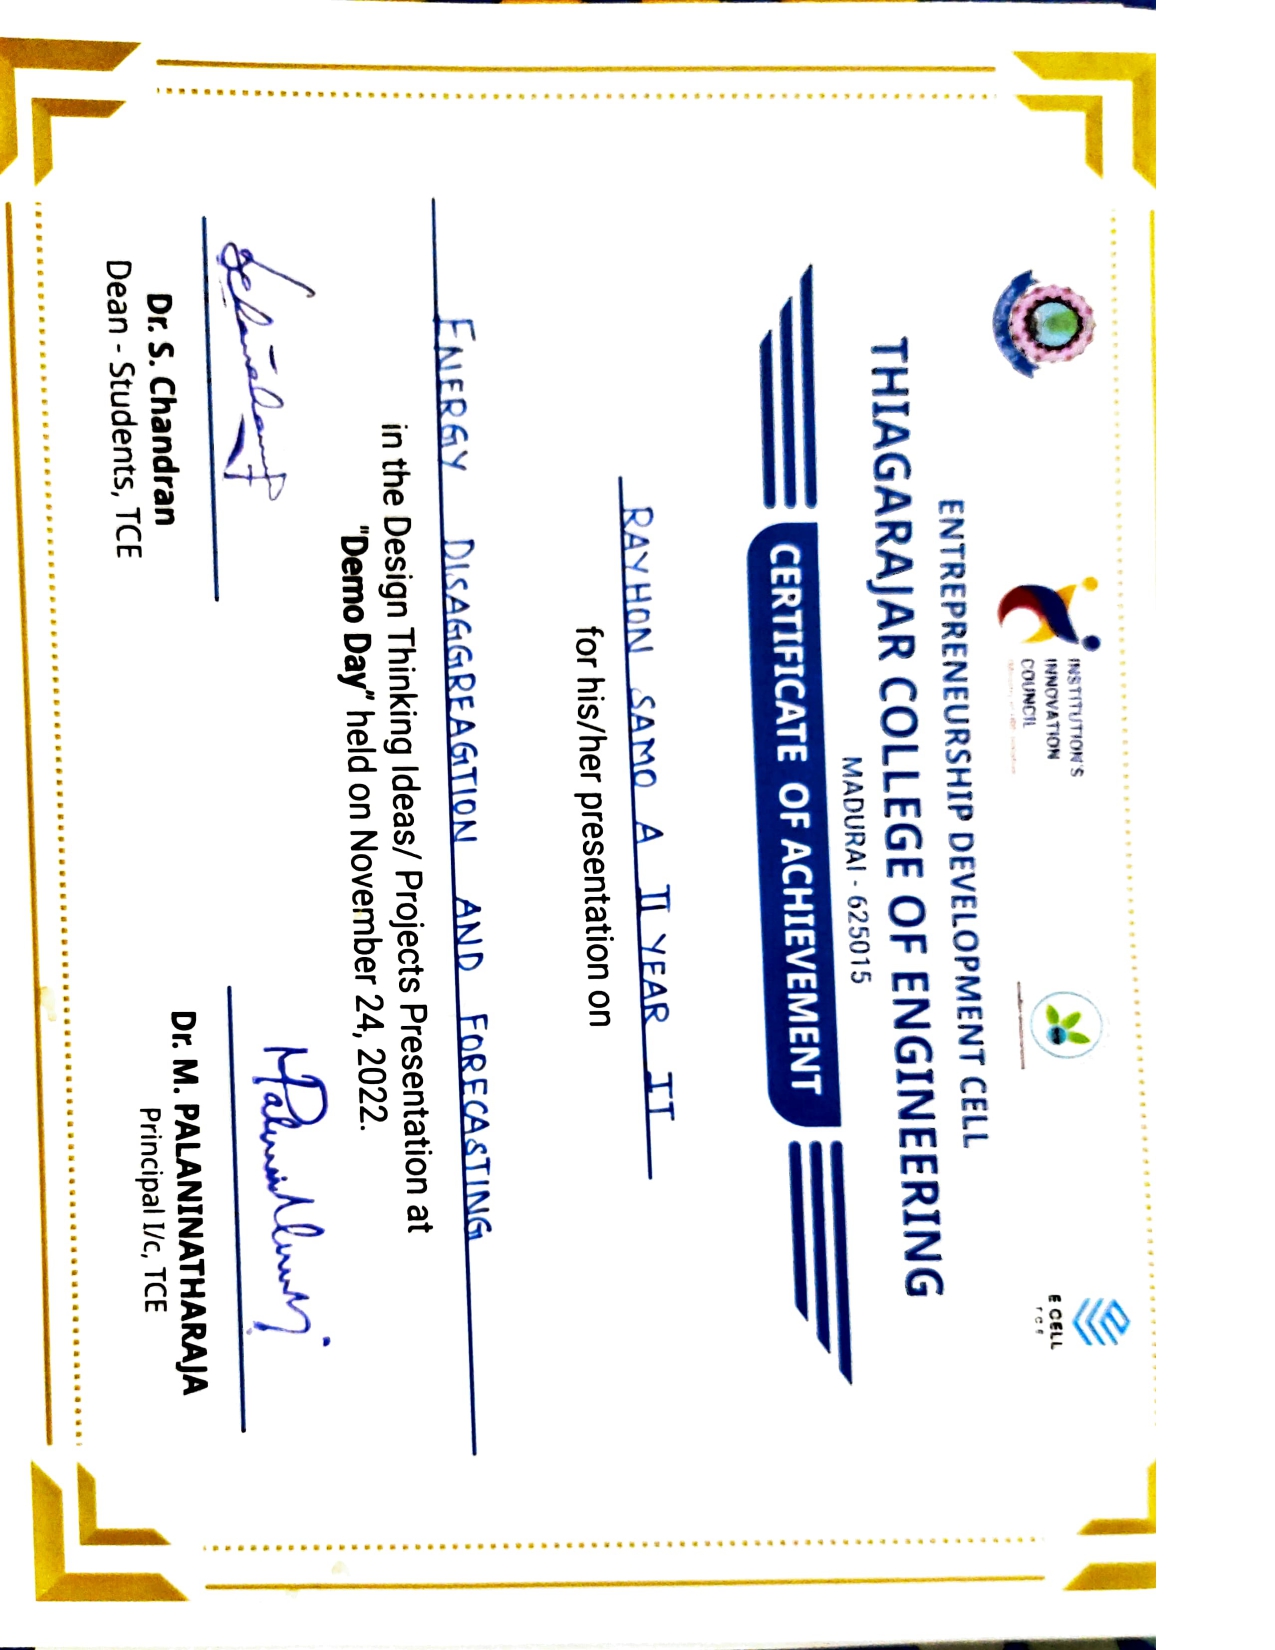 INSTITUTION'S
INNOVATION
COUNCIL
E CELL
TCE
ENTREPRENEURSHIP DEVELOPMENT CELL
THIAGARAJAR COLLEGE OF ENGINEERING
MADURAI - 625015
CERTIFICATE OF ACHIEVEMENT
RAYHON SAMO A II YEAR IT
for his/her presentation on
ENERGY DISAGGREAGTION AND FORECASTING
in the Design Thinking Ideas/ Projects Presentation at
"Demo Day" held on November 24, 2022.
Dr. S. Chandran
Dean - Students, TCE
Dr. M. PALANINATHARAJA
Principal I/c, TCE